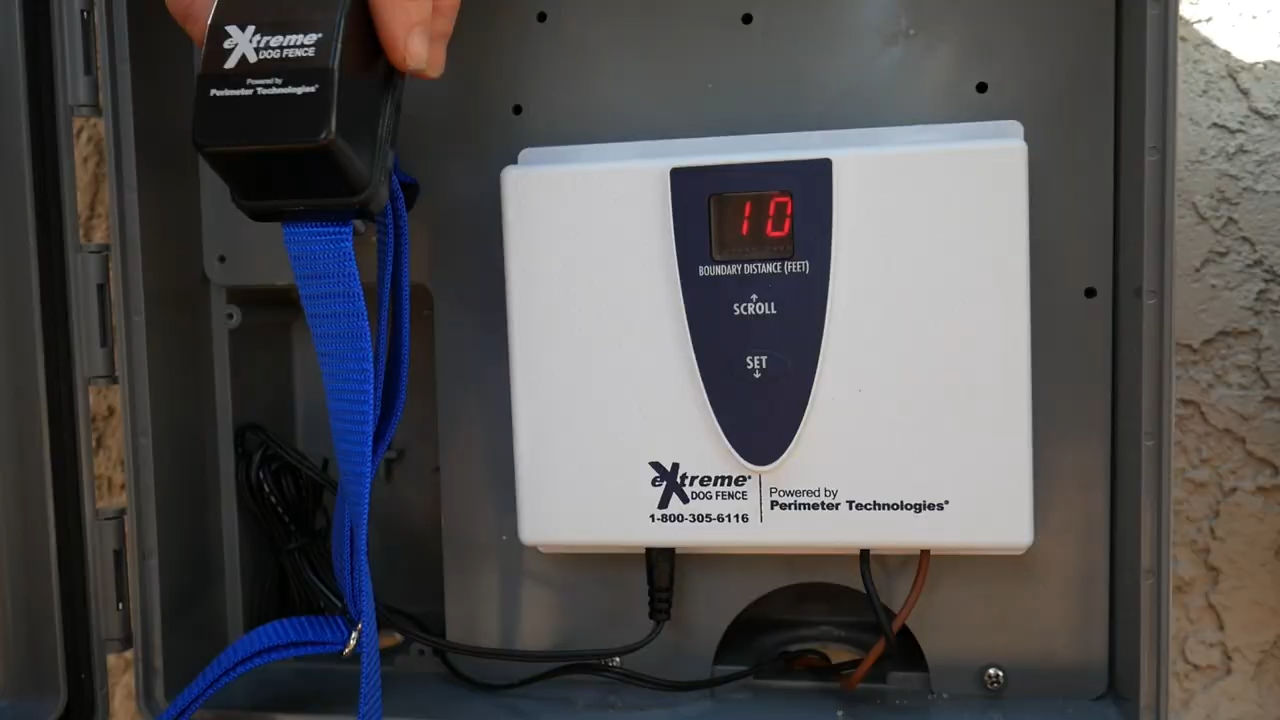 eXtreme®
DOG FENCE
Powered by
Perimeter Technologies®
10
BOUNDARY DISTANCE (FEET)
SCROLL
SET
eXtreme®
DOG FENCE
1-800-305-6116
Powered by
Perimeter Technologies®